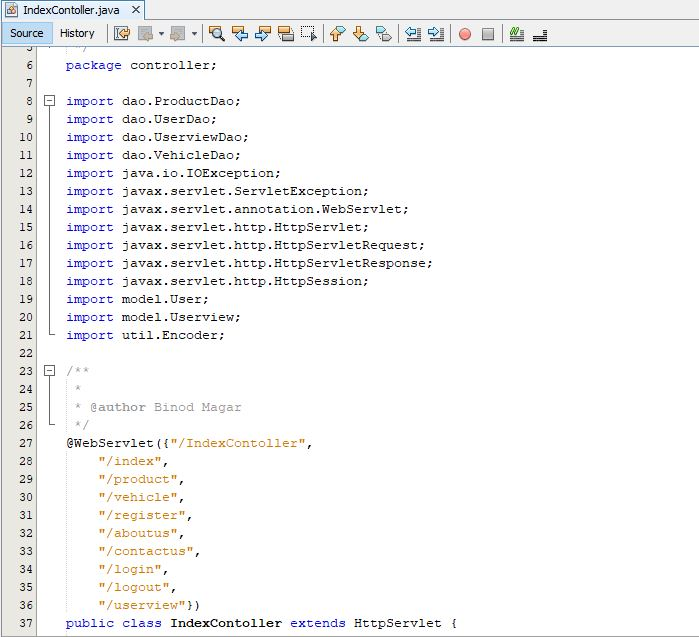 IndexContoller.java
Source History
5 */
6 package controller;
7
8 import dao.ProductDao;
9 import dao.UserDao;
10 import dao.UserviewDao;
11 import dao.VehicleDao;
12 import java.io.IOException;
13 import javax.servlet.ServletException;
14 import javax.servlet.annotation.WebServlet;
15 import javax.servlet.http.HttpServlet;
16 import javax.servlet.http.HttpServletRequest;
17 import javax.servlet.http.HttpServletResponse;
18 import javax.servlet.http.HttpSession;
19 import model.User;
20 import model.Userview;
21 import util.Encoder;
22
23 /**
24 *
25 * @author Binod Magar
26 */
27 @WebServlet({"/IndexContoller",
28 "/index",
29 "/product",
30 "/vehicle",
31 "/register",
32 "/aboutus",
33 "/contactus",
34 "/login",
35 "/logout",
36 "/userview"})
37 public class IndexContoller extends HttpServlet {